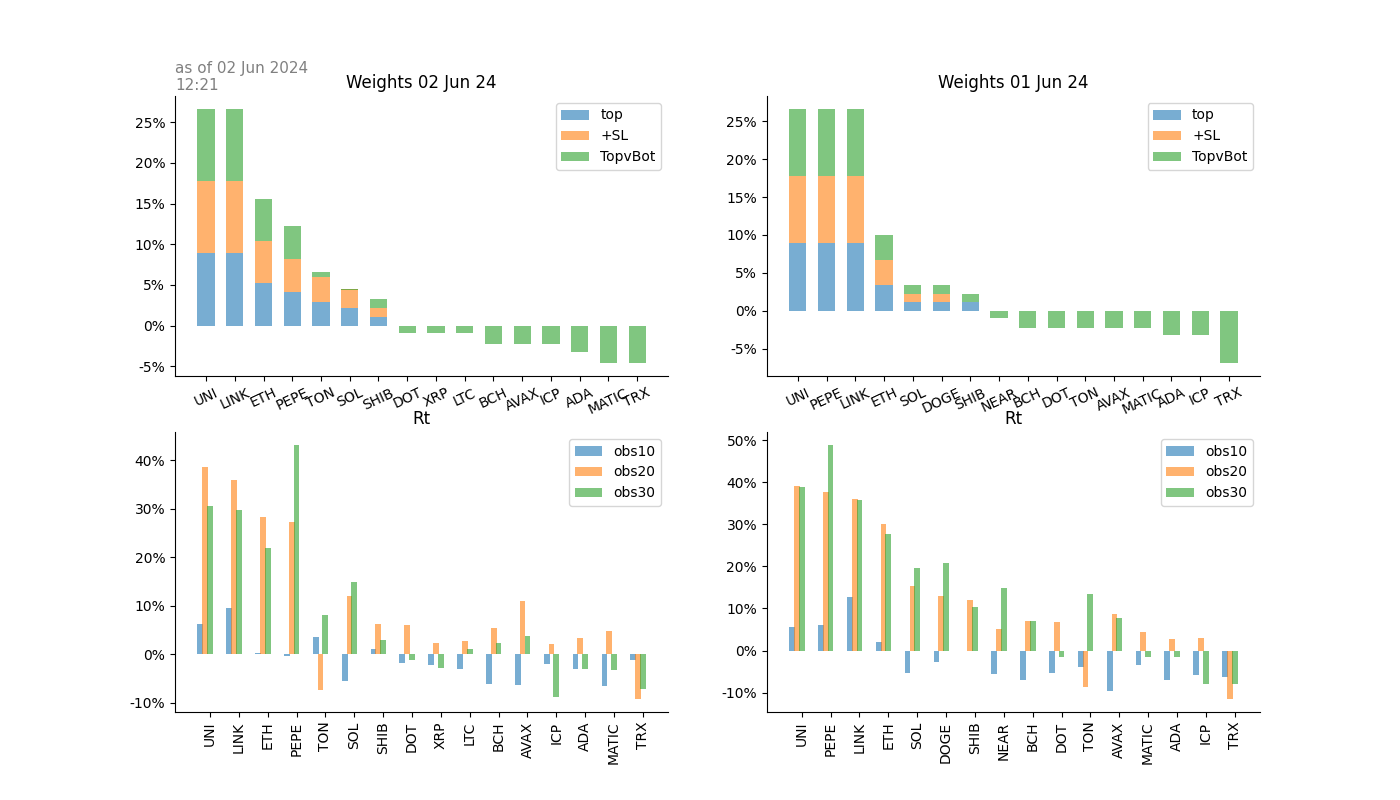 as of 02 Jun 2024
12:21
Weights 02 Jun 24
25%
20%
15%
10%
5%
0%
-5%
top
+SL
TopvBot
UNI LINK ETH PEPE TON SOL SHIB DOT XRP LTC BCH AVAX ICP ADA MATIC TRX
Weights 01 Jun 24
25%
20%
15%
10%
5%
0%
-5%
top
+SL
TopvBot
UNI PEPE LINK ETH SOL DOGE SHIB NEAR BCH DOT TON AVAX MATIC ADA ICP TRX
Rt
40%
30%
20%
10%
0%
-10%
obs10
obs20
obs30
UNI LINK ETH PEPE TON SOL SHIB DOT XRP LTC BCH AVAX ICP ADA MATIC TRX
Rt
50%
40%
30%
20%
10%
0%
-10%
obs10
obs20
obs30
UNI PEPE LINK ETH SOL DOGE SHIB NEAR BCH DOT TON AVAX MATIC ADA ICP TRX